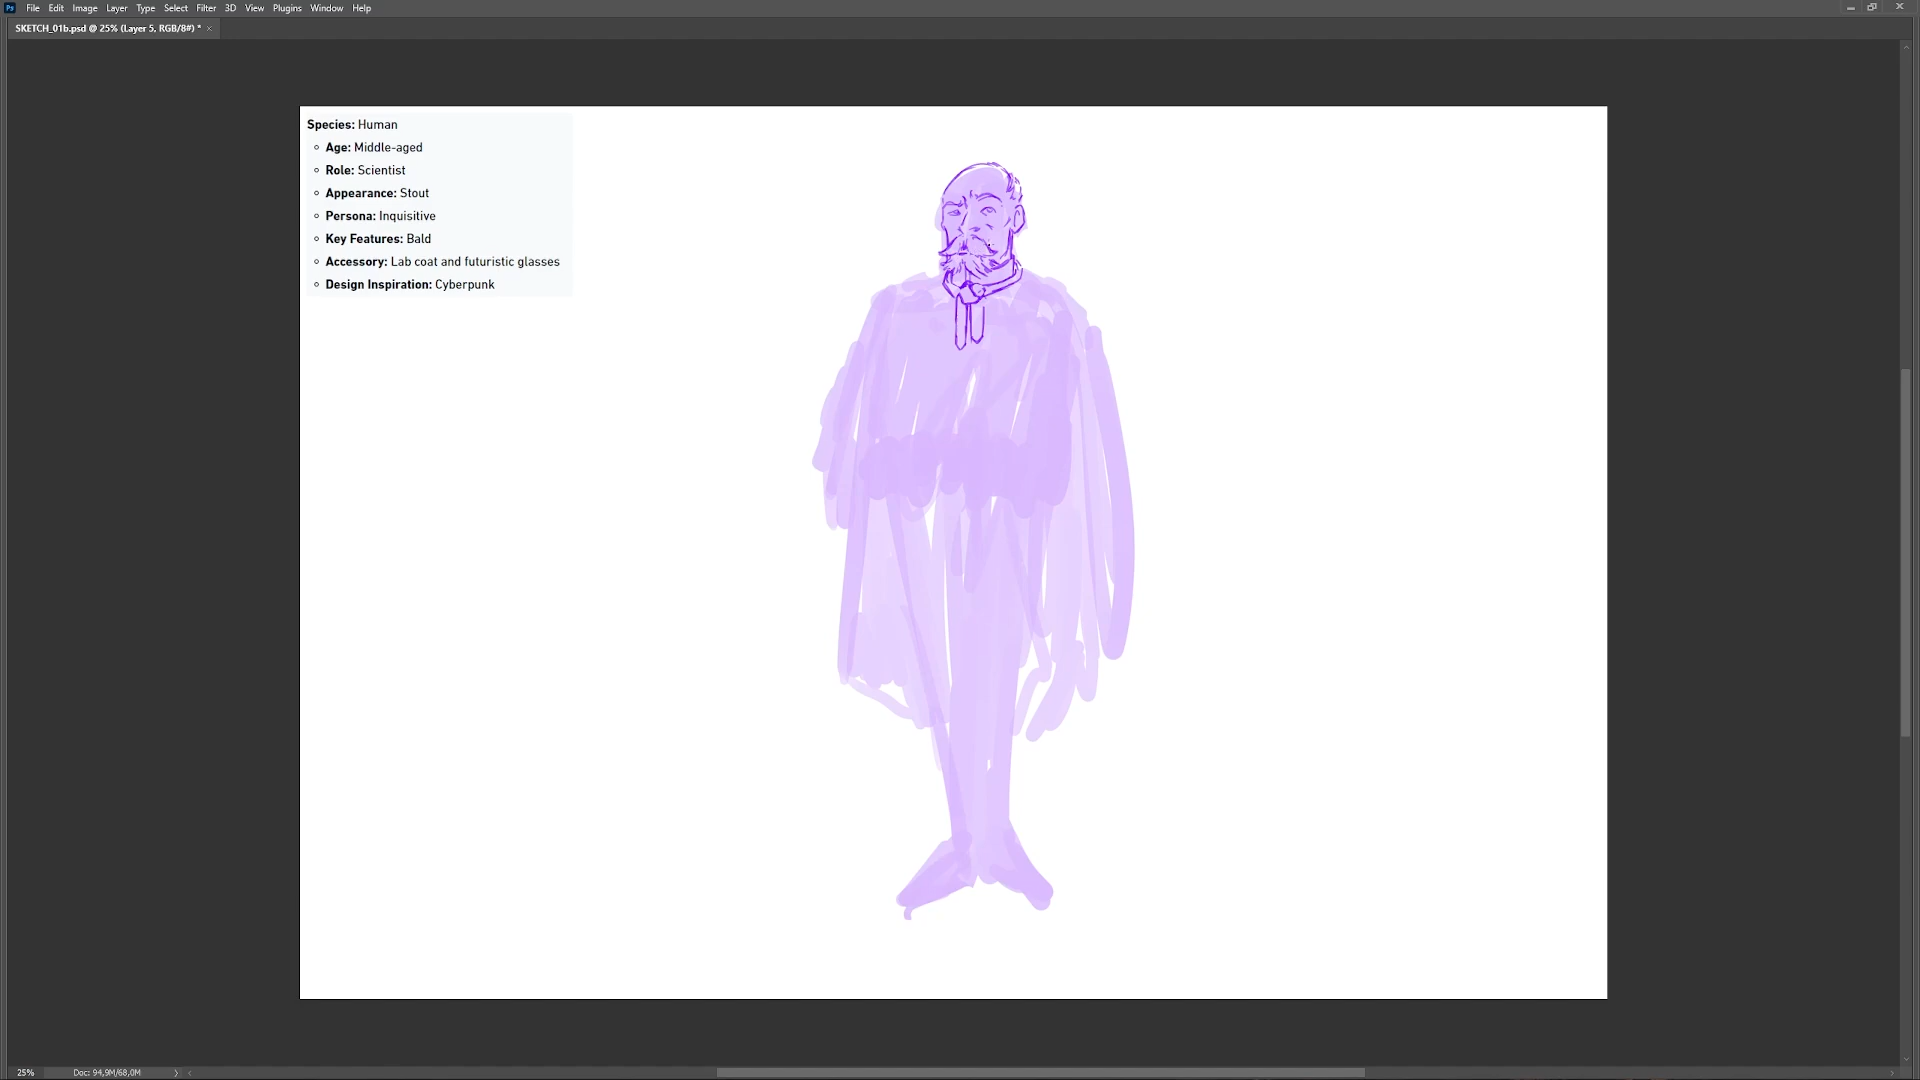 Ps File Edit Image Layer Type Select Filter 3D View Plugins Window Help
SKETCH_01b.psd @ 25% (Layer 5, RGB/8#) * ×
Species: Human
Age: Middle-aged
Role: Scientist
Appearance: Stout
Persona: Inquisitive
Key Features: Bald
Accessory: Lab coat and futuristic glasses
Design Inspiration: Cyberpunk
25% Doc: 94,9M/68,0M